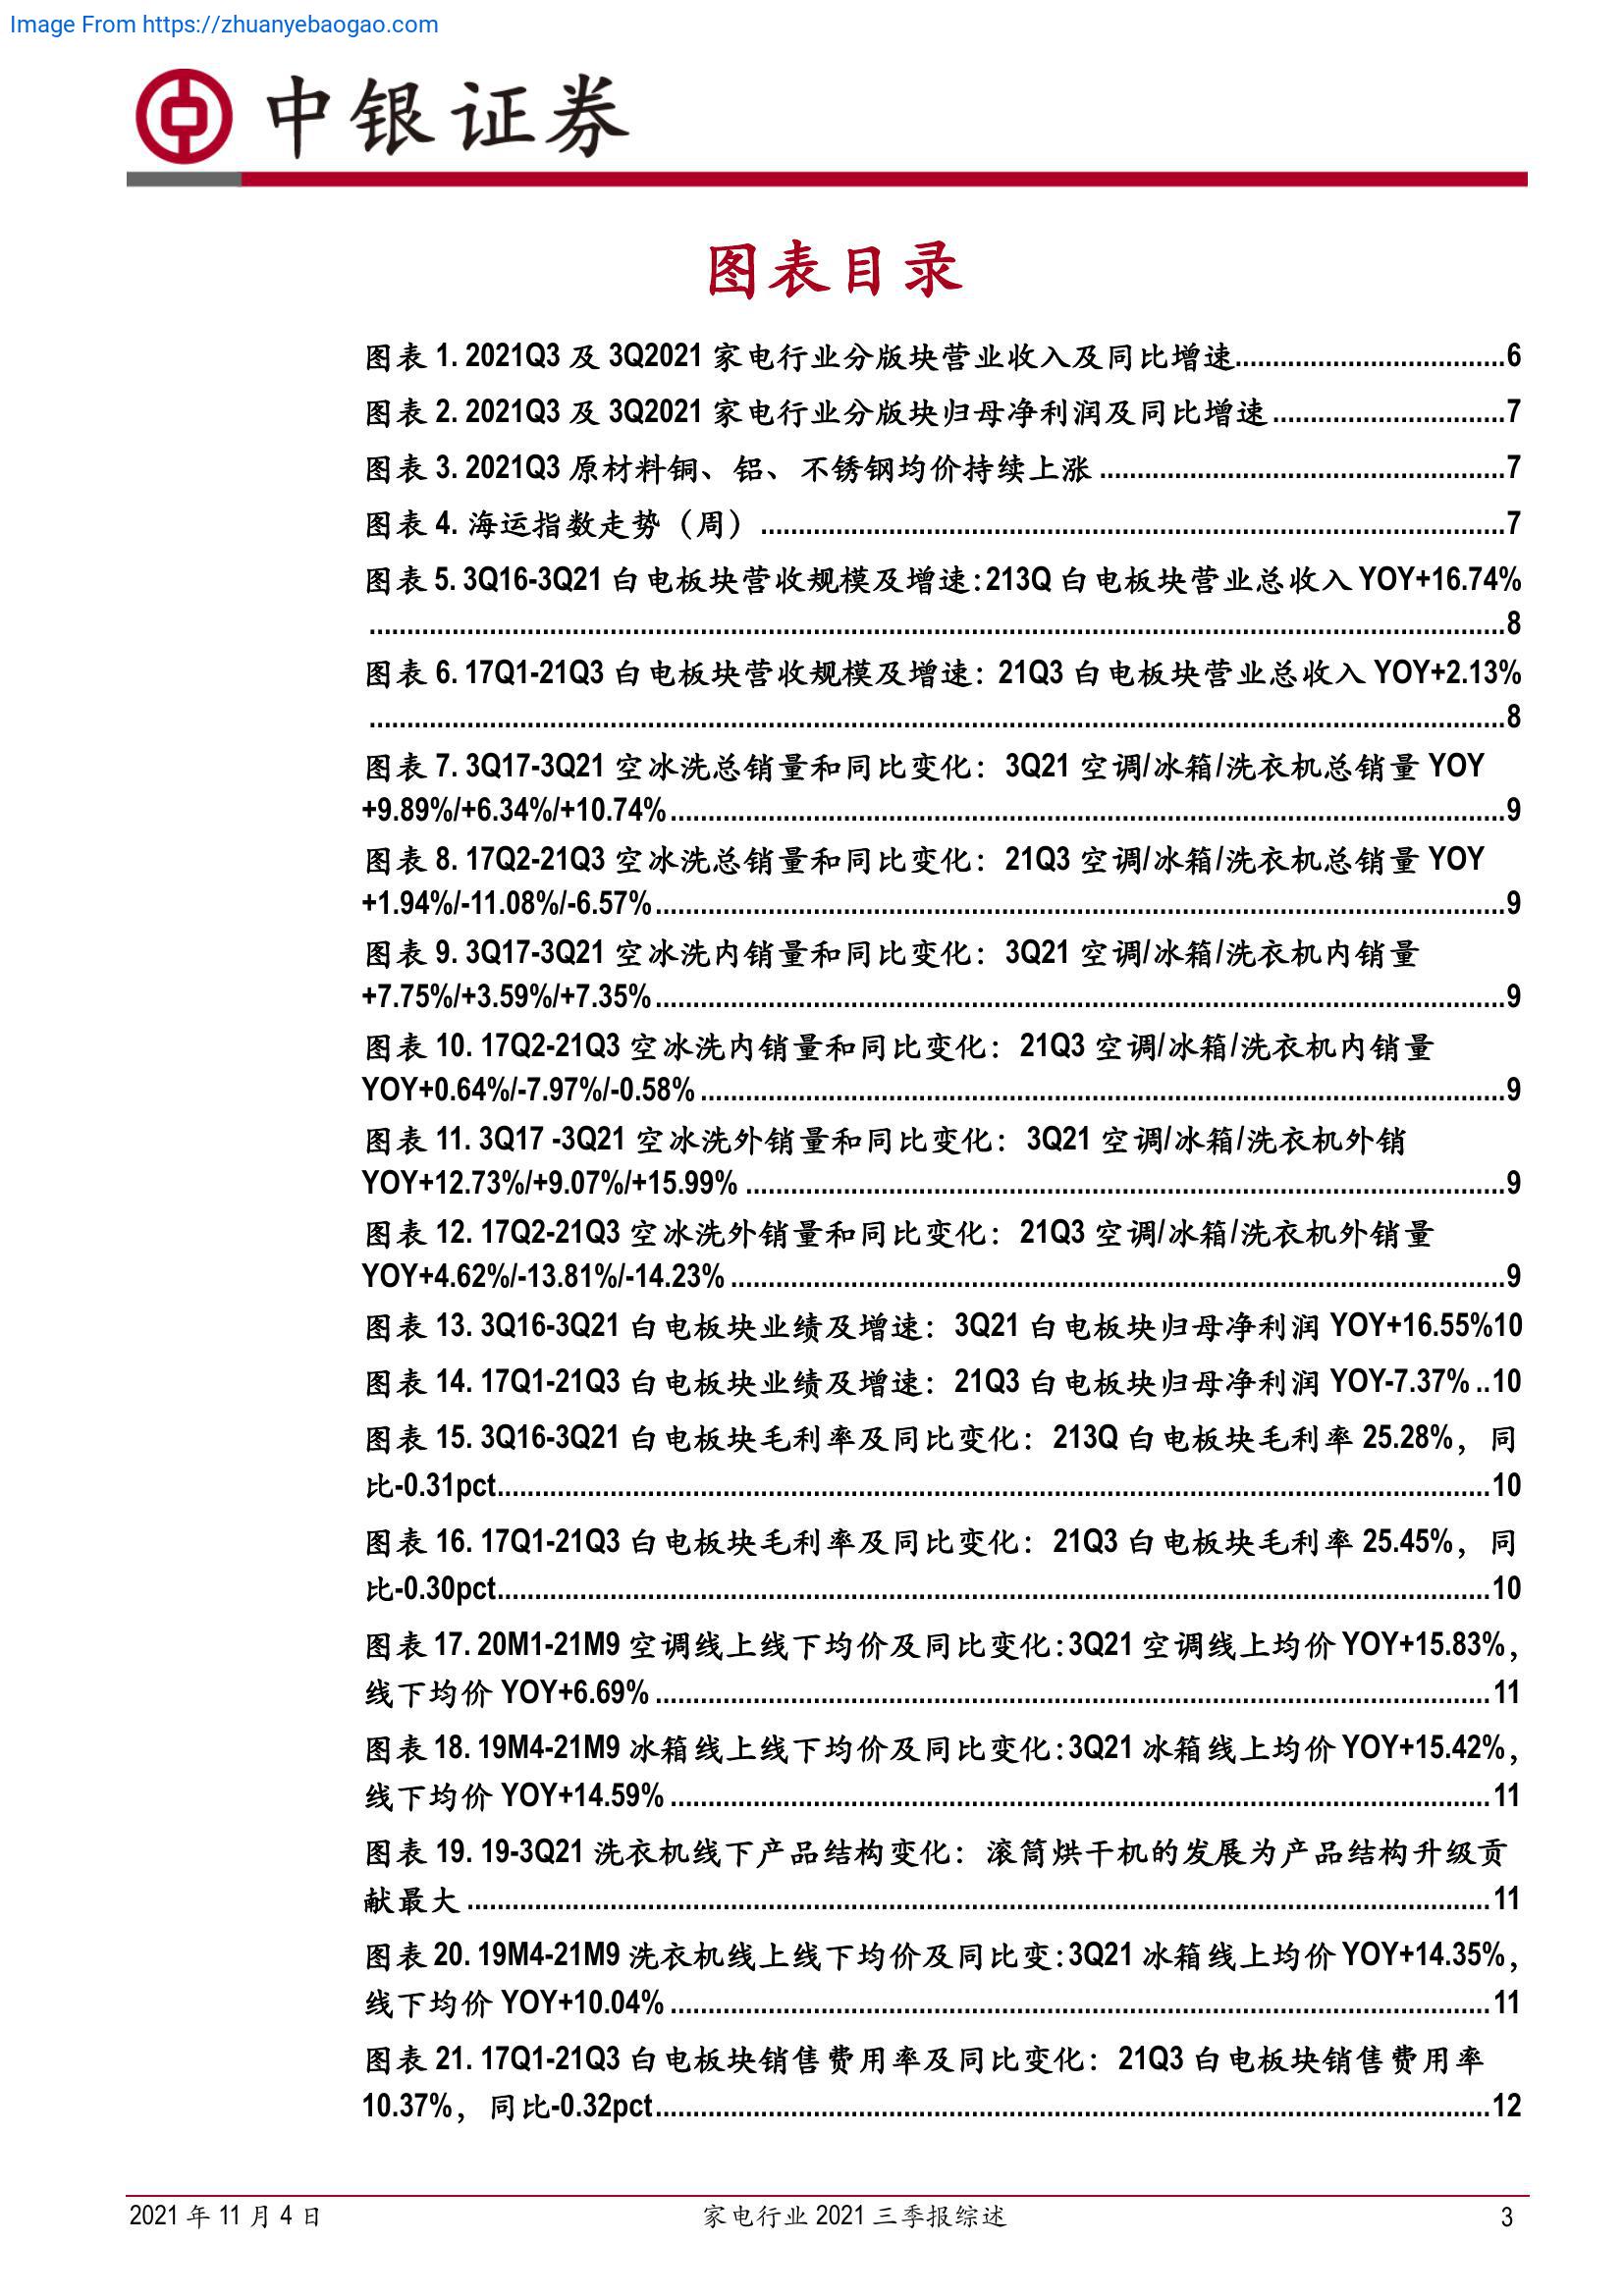 Image From https://zhuanyebaogao.com
中银证券
图表目录
图表 1. 2021Q3 及 3Q2021 家电行业分版块营业收入及同比增速....................................6
图表 2. 2021Q3 及 3Q2021 家电行业分版块归母净利润及同比增速...............................7
图表 3. 2021Q3 原材料铜、铝、不锈钢均价持续上涨......................................................7
图表 4. 海运指数走势（周）...................................................................................................7
图表 5. 3Q16-3Q21 白电板块营收规模及增速：213Q 白电板块营业总收入 YOY+16.74%
.......................................................................................................................................................8
图表 6. 17Q1-21Q3 白电板块营收规模及增速：21Q3 白电板块营业总收入 YOY+2.13%
.......................................................................................................................................................8
图表 7. 3Q17-3Q21 空冰洗总销量和同比变化：3Q21 空调/冰箱/洗衣机总销量 YOY
+9.89%/+6.34%/+10.74%...............................................................................................................9
图表 8. 17Q2-21Q3 空冰洗总销量和同比变化：21Q3 空调/冰箱/洗衣机总销量 YOY
+1.94%/-11.08%/-6.57%.................................................................................................................9
图表 9. 3Q17-3Q21 空冰洗内销量和同比变化：3Q21 空调/冰箱/洗衣机内销量
+7.75%/+3.59%/+7.35%.................................................................................................................9
图表 10. 17Q2-21Q3 空冰洗内销量和同比变化：21Q3 空调/冰箱/洗衣机内销量
YOY+0.64%/-7.97%/-0.58%...........................................................................................................9
图表 11. 3Q17 -3Q21 空冰洗外销量和同比变化：3Q21 空调/冰箱/洗衣机外销
YOY+12.73%/+9.07%/+15.99%.....................................................................................................9
图表 12. 17Q2-21Q3 空冰洗外销量和同比变化：21Q3 空调/冰箱/洗衣机外销量
YOY+4.62%/-13.81%/-14.23%.......................................................................................................9
图表 13. 3Q16-3Q21 白电板块业绩及增速：3Q21 白电板块归母净利润 YOY+16.55%10
图表 14. 17Q1-21Q3 白电板块业绩及增速：21Q3 白电板块归母净利润 YOY-7.37%..10
图表 15. 3Q16-3Q21 白电板块毛利率及同比变化：213Q 白电板块毛利率 25.28%，同
比-0.31pct....................................................................................................................................10
图表 16. 17Q1-21Q3 白电板块毛利率及同比变化：21Q3 白电板块毛利率 25.45%，同
比-0.30pct....................................................................................................................................10
图表 17. 20M1-21M9 空调线上线下均价及同比变化：3Q21 空调线上均价 YOY+15.83%，
线下均价 YOY+6.69%...............................................................................................................11
图表 18. 19M4-21M9 冰箱线上线下均价及同比变化：3Q21 冰箱线上均价 YOY+15.42%，
线下均价 YOY+14.59%.............................................................................................................11
图表 19. 19-3Q21 洗衣机线下产品结构变化：滚筒烘干机的发展为产品结构升级贡
献最大........................................................................................................................................11
图表 20. 19M4-21M9 洗衣机线上线下均价及同比变：3Q21 冰箱线上均价 YOY+14.35%，
线下均价 YOY+10.04%.............................................................................................................11
图表 21. 17Q1-21Q3 白电板块销售费用率及同比变化：21Q3 白电板块销售费用率
10.37%，同比-0.32pct...............................................................................................................12
2021 年 11 月 4 日
家电行业 2021 三季报综述
3